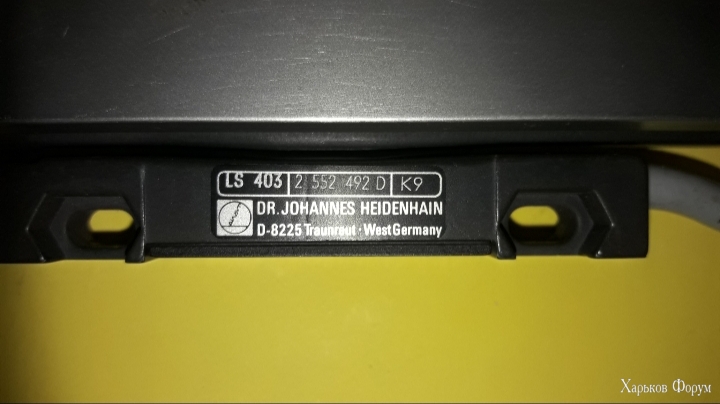 LS 403 2 552 492 D K9
DR. JOHANNES HEIDENHAIN
D-8225 Traunreut · West Germany
Харьков Форум